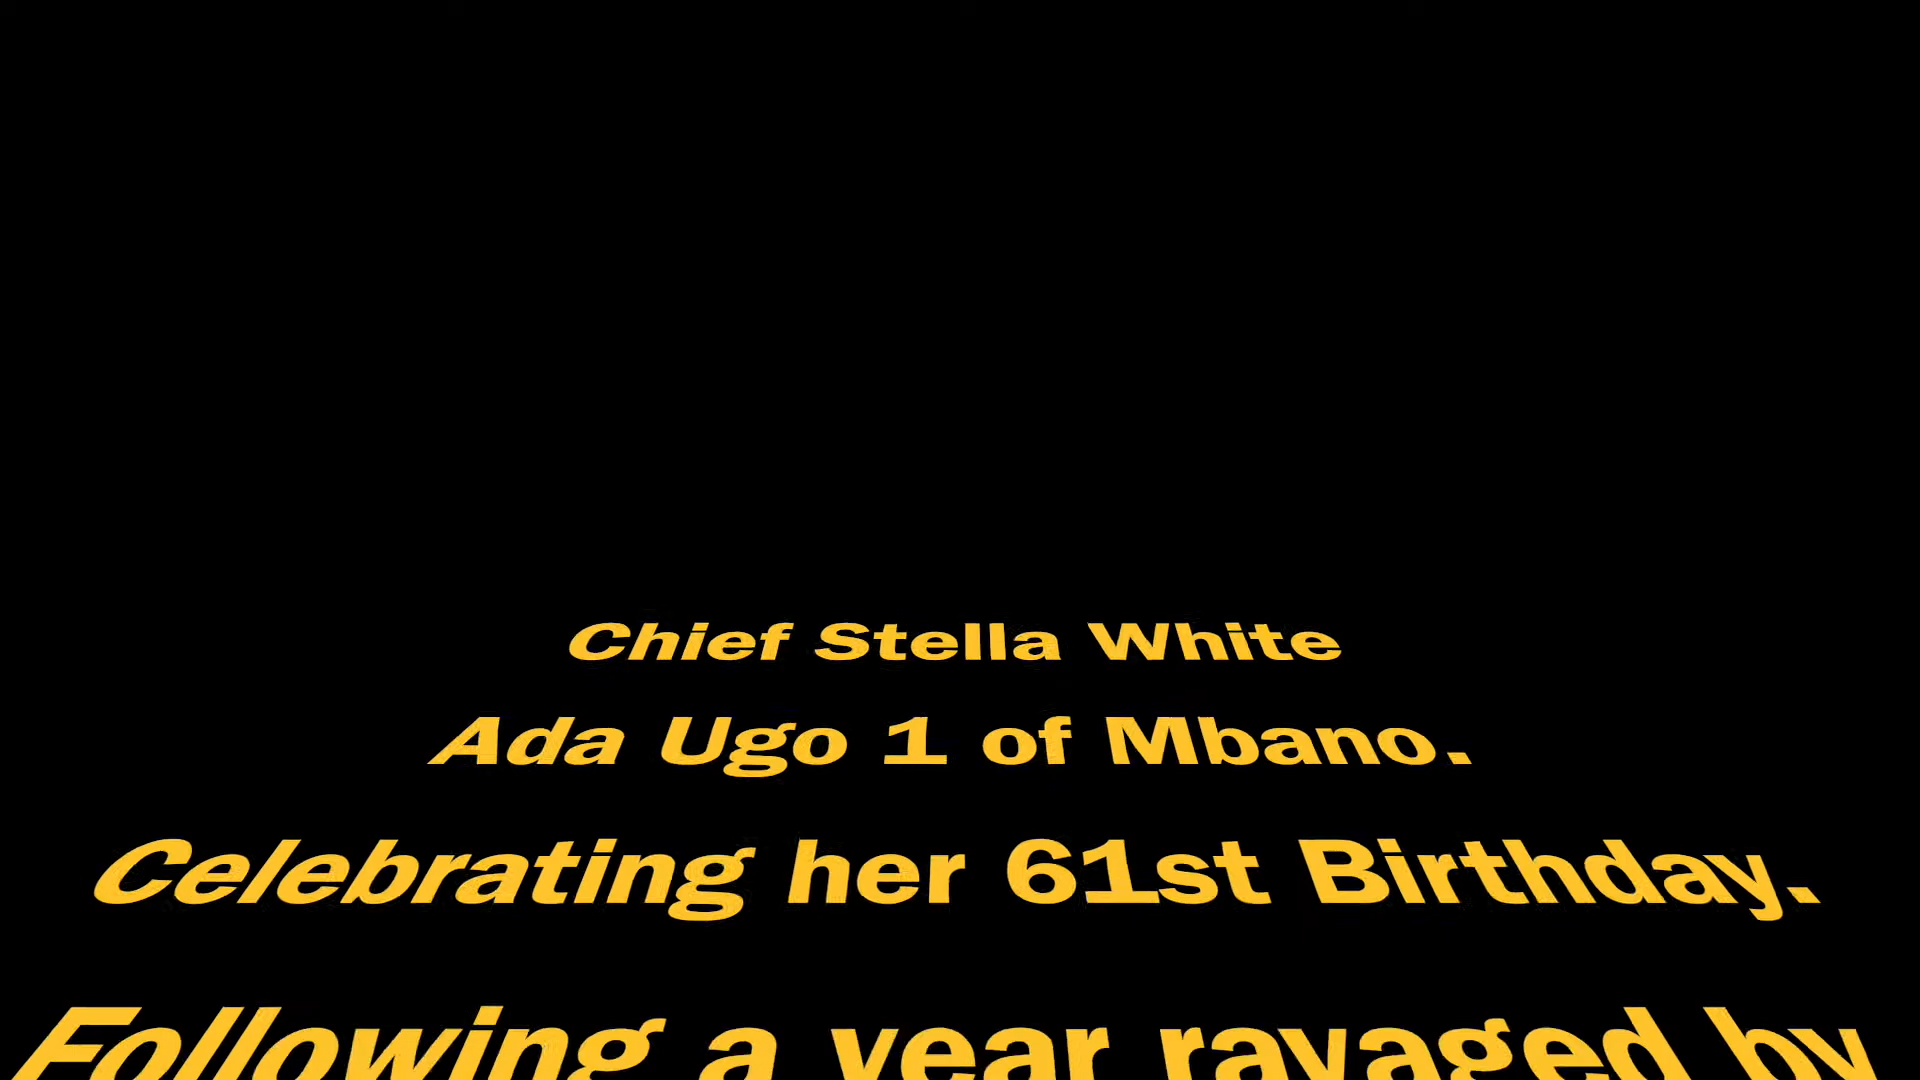 Chief Stella White
Ada Ugo 1 of Mbano.
Celebrating her 61st Birthday.
Following a year ravaged by